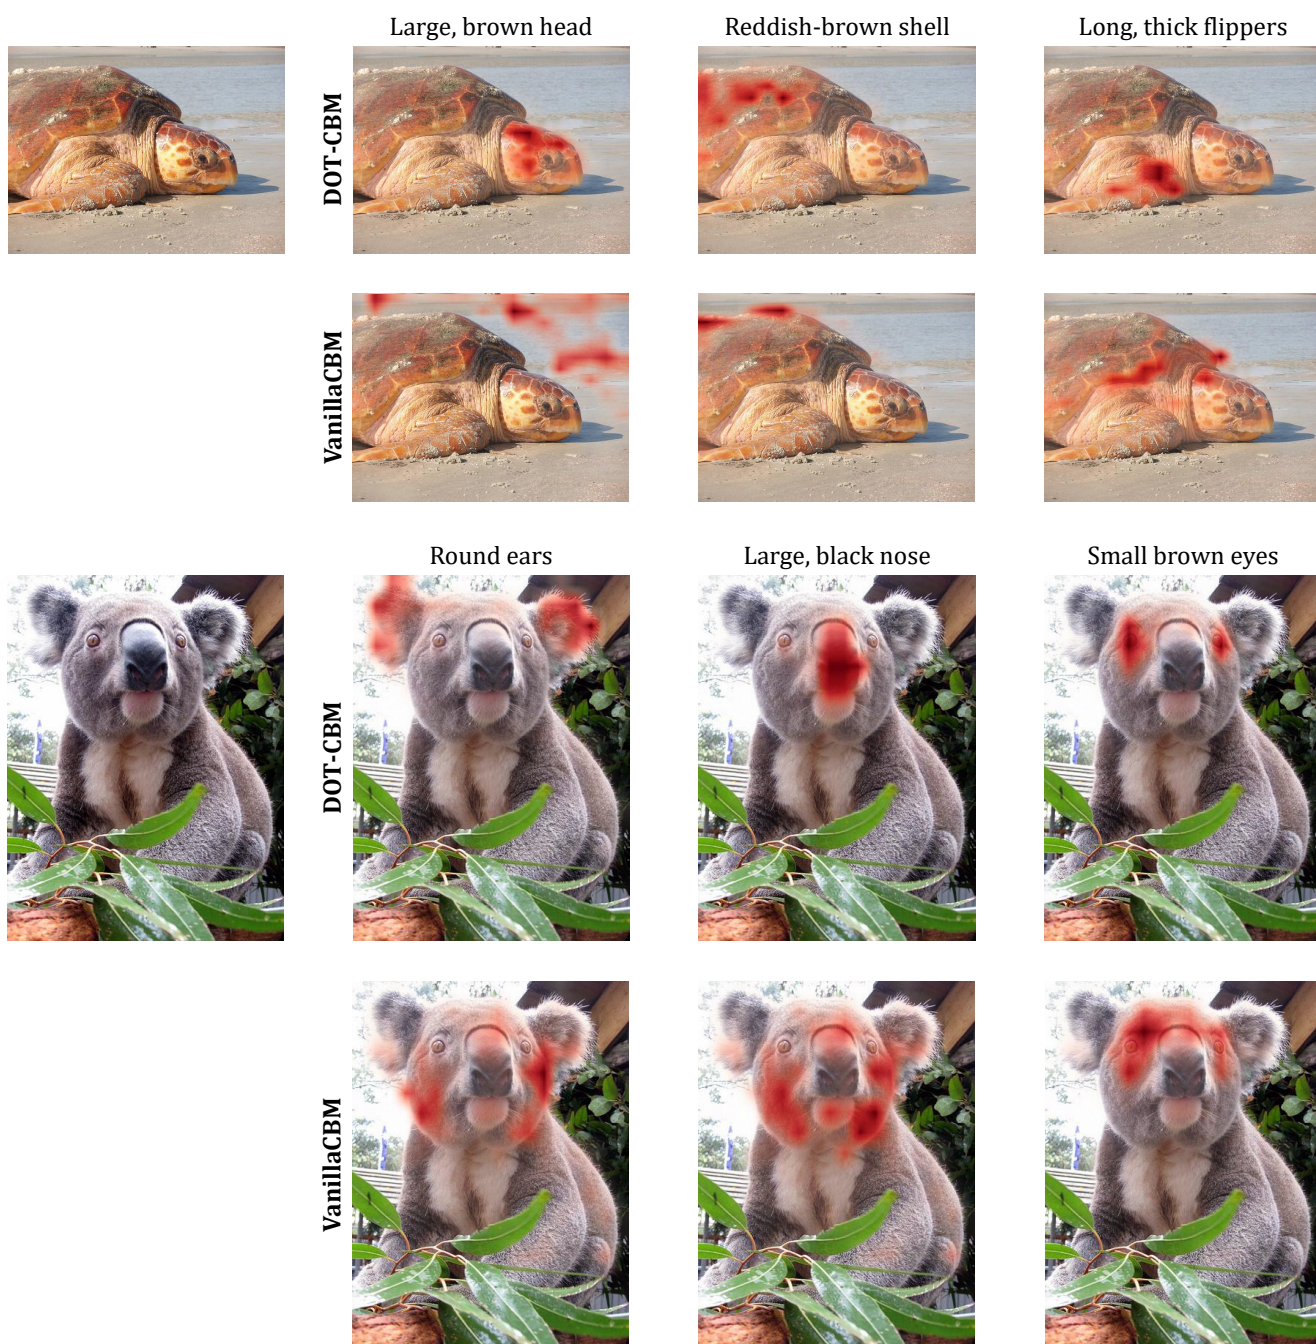 Large, brown head
Reddish-brown shell
Long, thick flippers
DOT-CBM
VanillaCBM
Round ears
Large, black nose
Small brown eyes
DOT-CBM
VanillaCBM